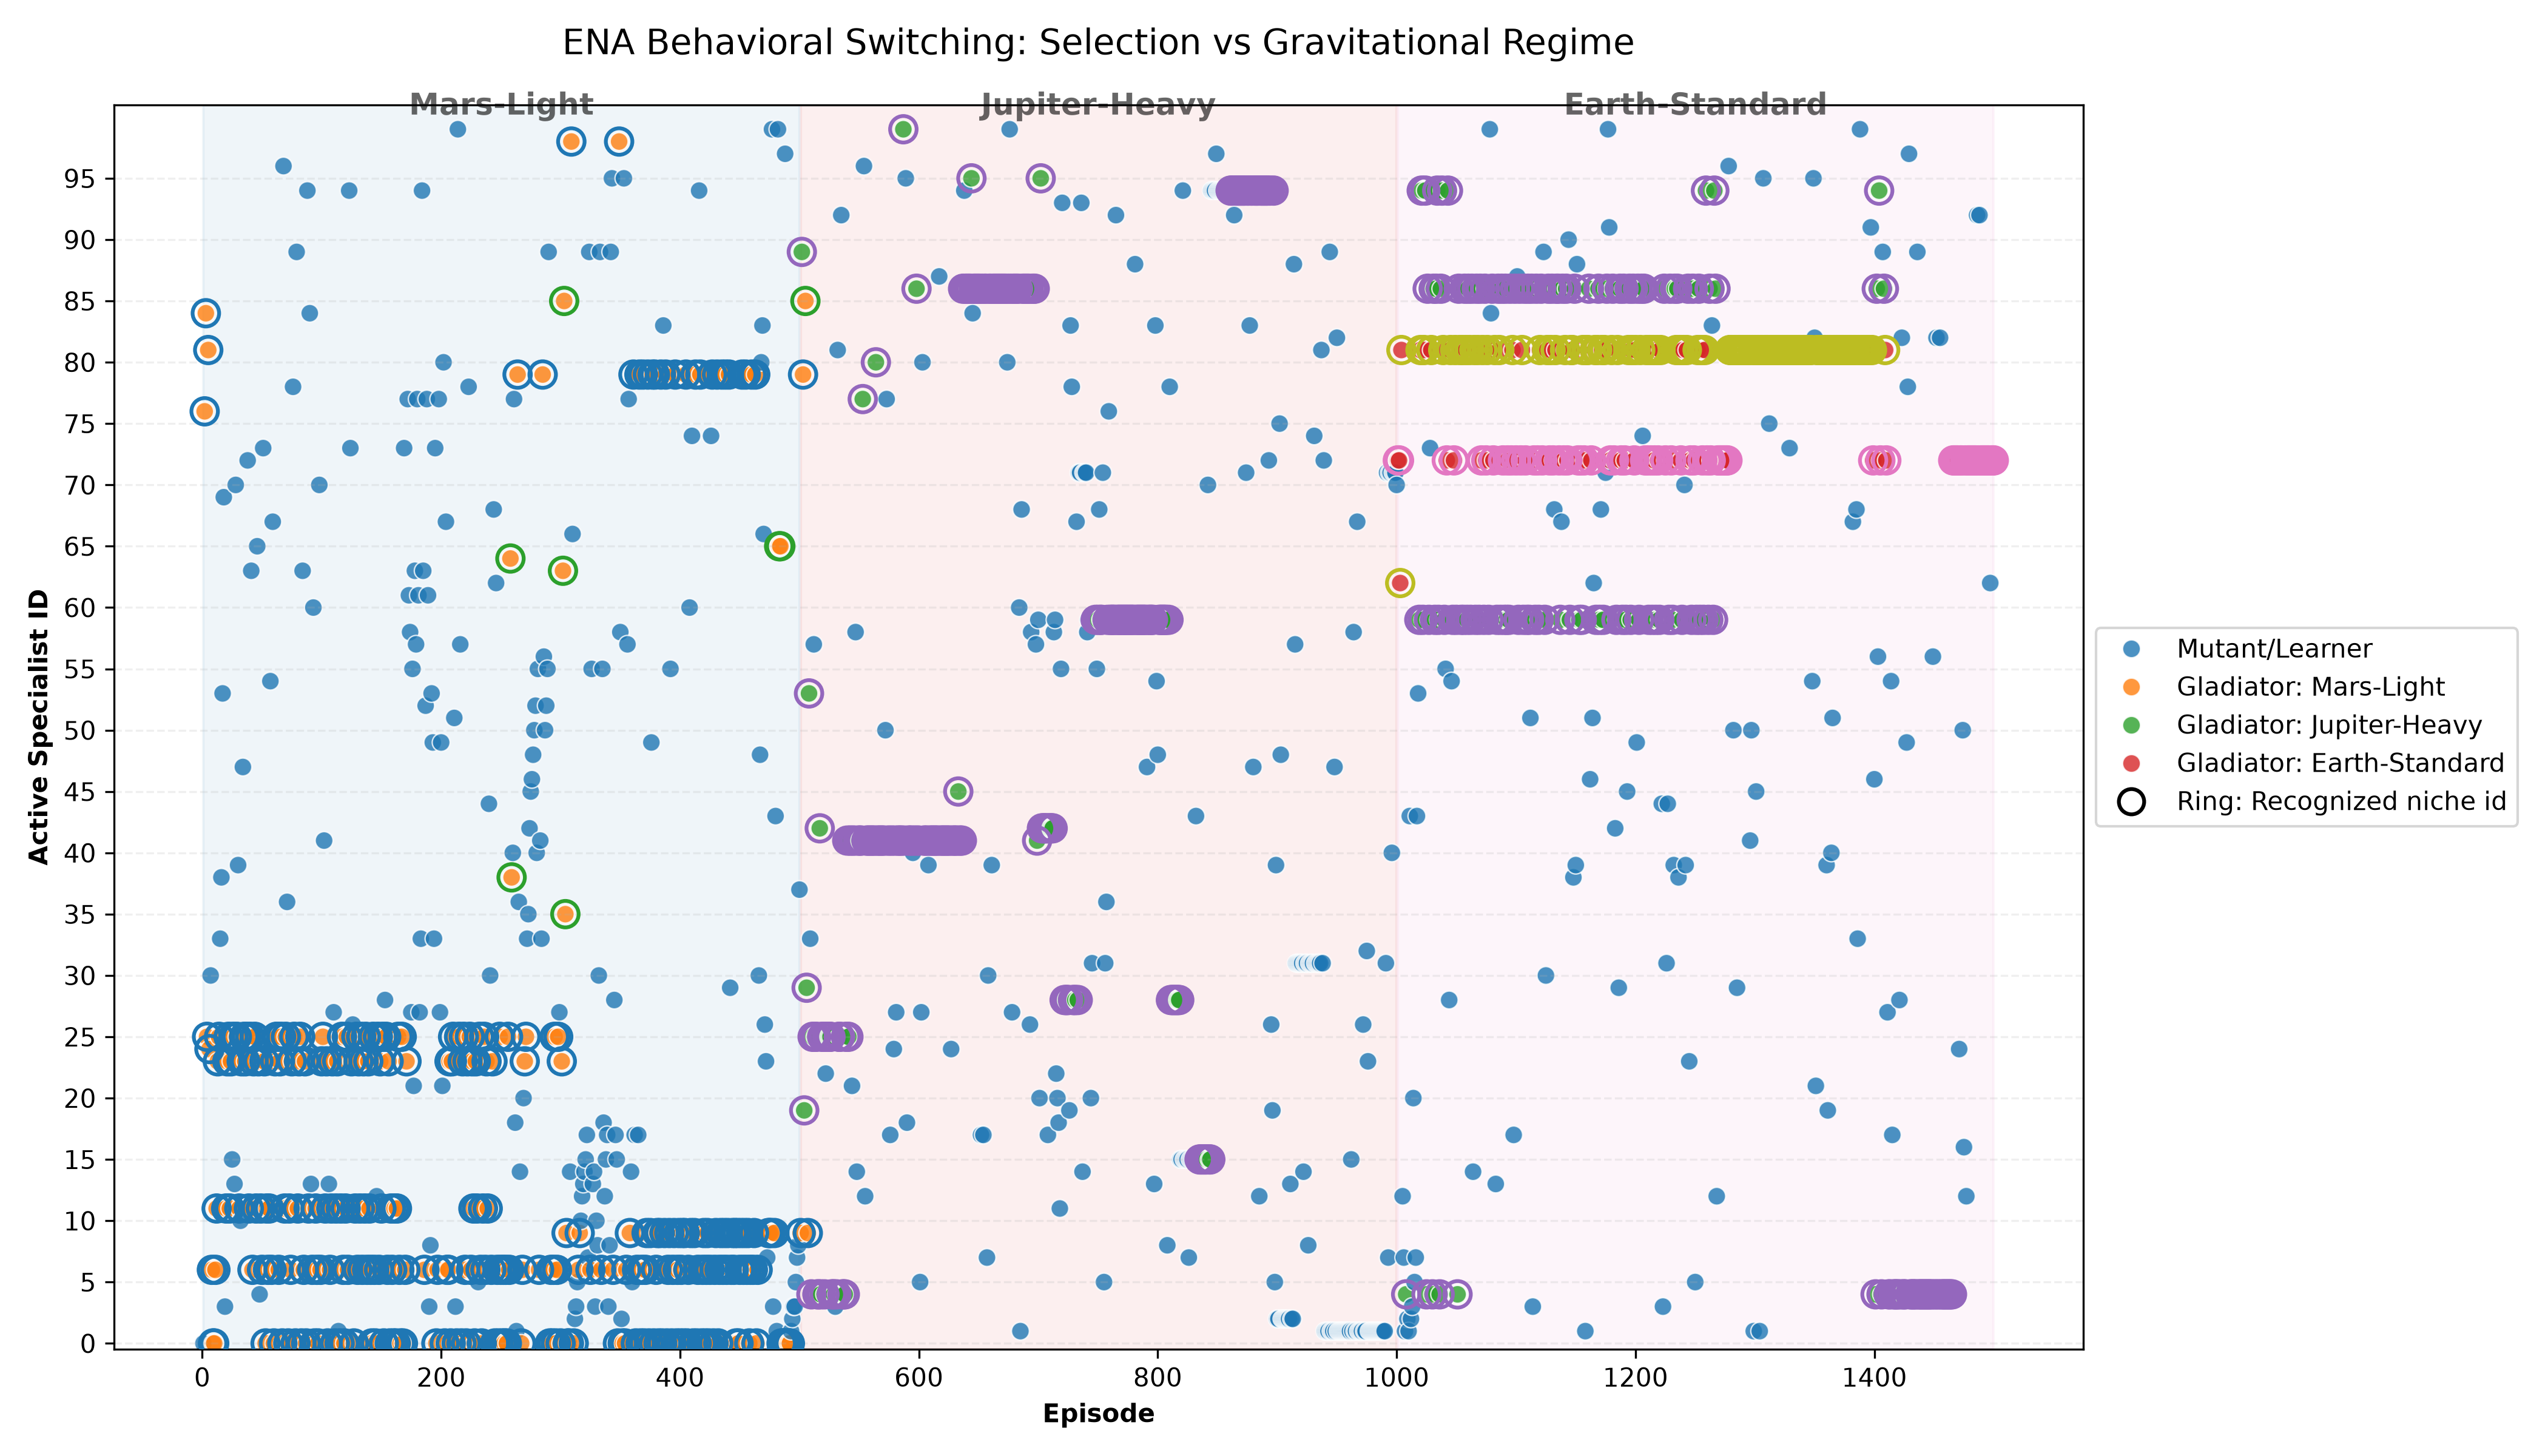 ENA Behavioral Switching: Selection vs Gravitational Regime
Mars-Light
Jupiter-Heavy
Earth-Standard
95
90
85
80
75
70
65
60
55
50
45
40
35
30
25
20
15
10
5
0
Active Specialist ID
0
200
400
600
800
1000
1200
1400
Episode
Mutant/Learner
Gladiator: Mars-Light
Gladiator: Jupiter-Heavy
Gladiator: Earth-Standard
Ring: Recognized niche id